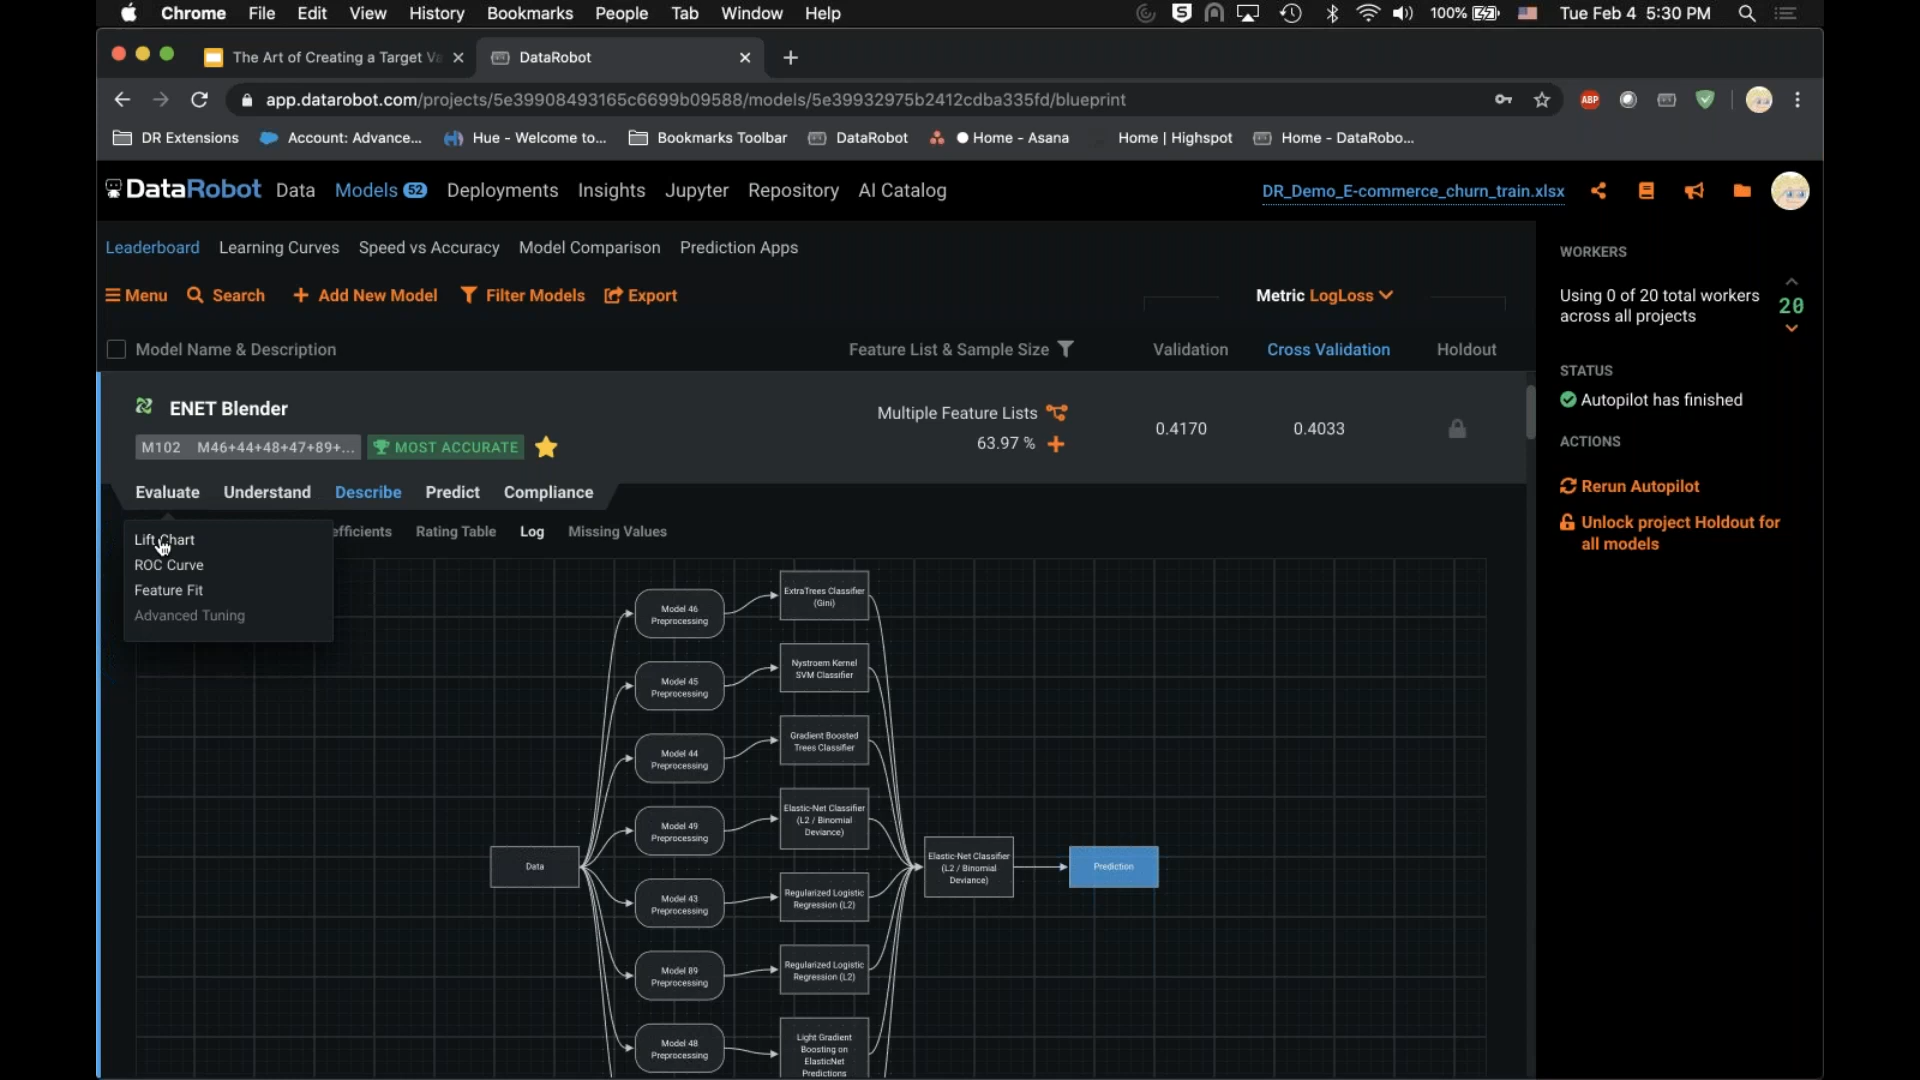 Chrome File Edit View History Bookmarks People Tab Window Help 100% Tue Feb 4 5:30 PM
The Art of Creating a Target Va DataRobot
app.datarobot.com/projects/5e39908493165c6699b09588/models/5e39932975b2412cdba335fd/blueprint ABP
DR Extensions Account: Advance... Hue - Welcome to... Bookmarks Toolbar DataRobot Home - Asana Home | Highspot Home - DataRobo...
DataRobot Data Models 52 Deployments Insights Jupyter Repository AI Catalog DR_Demo_E-commerce_churn_train.xlsx
Leaderboard Learning Curves Speed vs Accuracy Model Comparison Prediction Apps
WORKERS
Using 0 of 20 total workers
across all projects
20
Menu Search + Add New Model Filter Models Export Metric LogLoss
Model Name & Description Feature List & Sample Size Validation Cross Validation Holdout
STATUS
Autopilot has finished
ACTIONS
Rerun Autopilot
Unlock project Holdout for
all models
ENET Blender
Multiple Feature Lists
63.97 % +
0.4170 0.4033
M102 M46+44+48+47+89+... MOST ACCURATE
Evaluate Understand Describe Predict Compliance
efficients Rating Table Log Missing Values
Lift Chart
ROC Curve
Feature Fit
Advanced Tuning
Data
Model 46
Preprocessing
ExtraTrees Classifier
(Gini)
Model 45
Preprocessing
Nystroem Kernel
SVM Classifier
Model 44
Preprocessing
Gradient Boosted
Trees Classifier
Model 49
Preprocessing
Elastic-Net Classifier
(L2 / Binomial
Deviance)
Model 43
Preprocessing
Regularized Logistic
Regression (L2)
Model 89
Preprocessing
Regularized Logistic
Regression (L2)
Model 48
Preprocessing
Light Gradient
Boosting on
ElasticNet
Predictions
Elastic-Net Classifier
(L2 / Binomial
Deviance)
Prediction